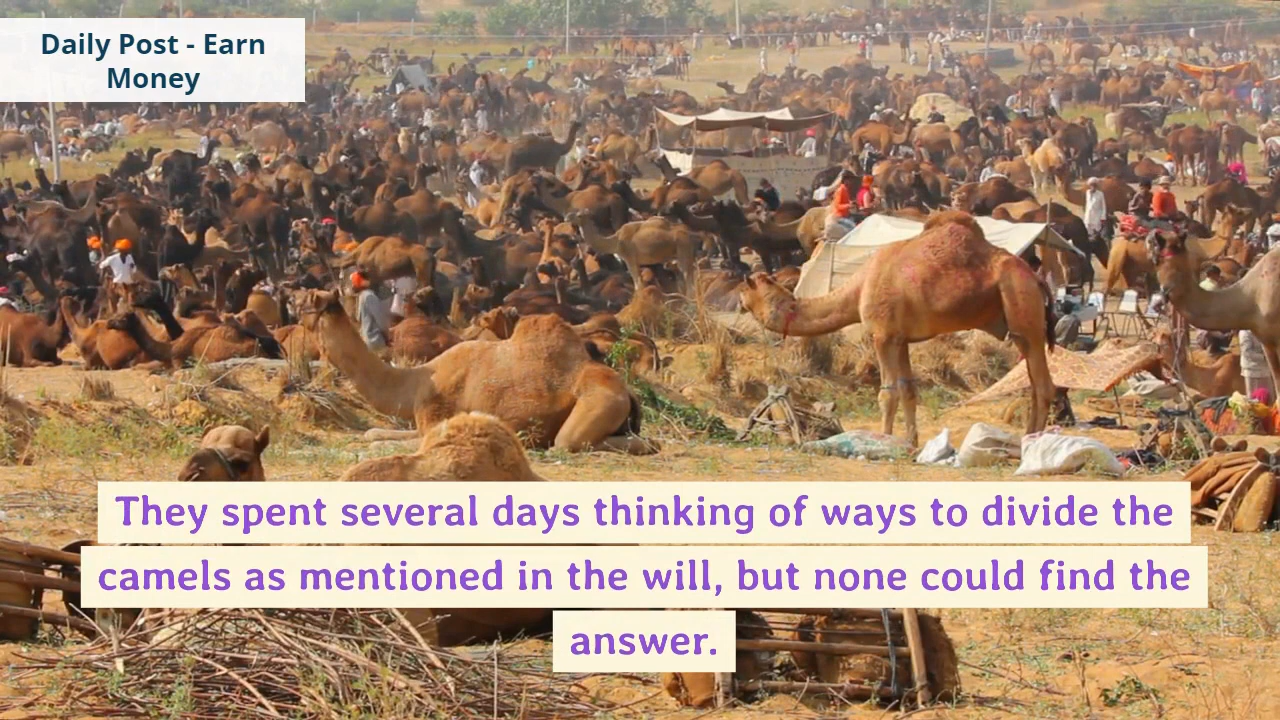 Daily Post - Earn
Money
They spent several days thinking of ways to divide the
camels as mentioned in the will, but none could find the
answer.